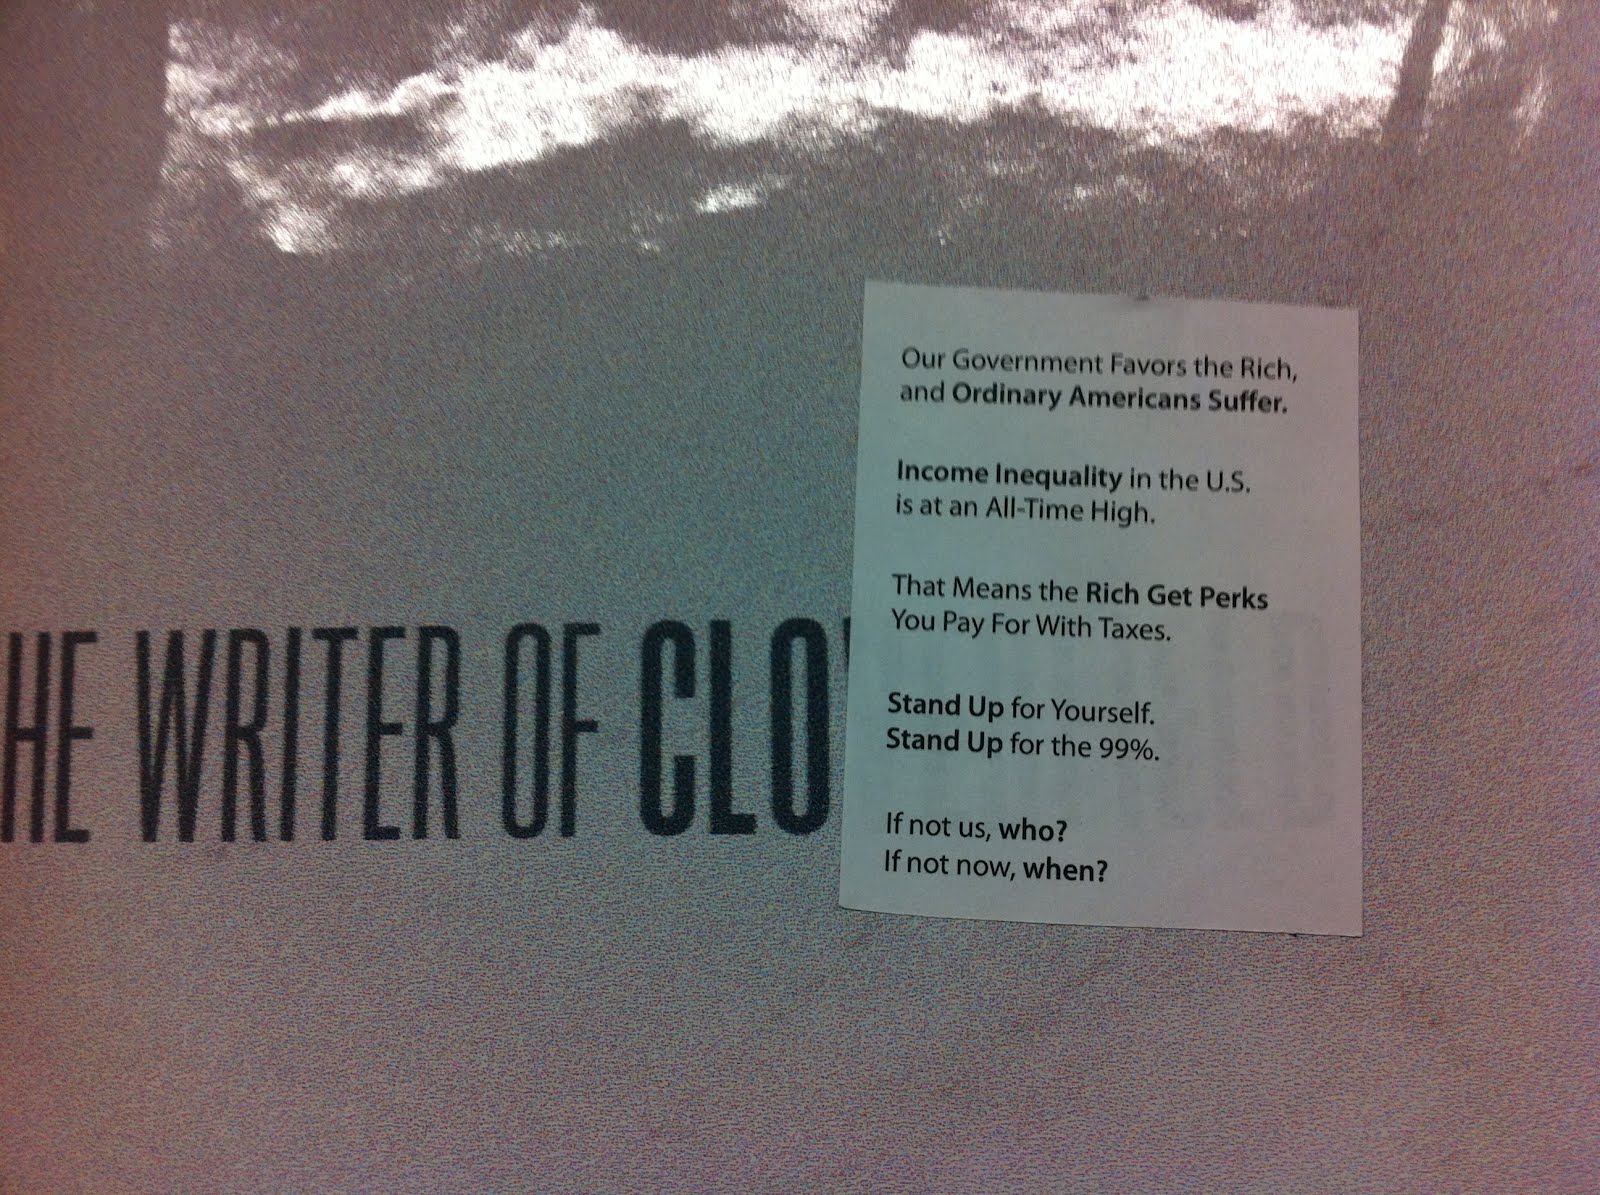 HE WRITER OF CLO
Our Government Favors the Rich,
and Ordinary Americans Suffer.
Income Inequality in the U.S.
is at an All-Time High.
That Means the Rich Get Perks
You Pay For With Taxes.
Stand Up for Yourself.
Stand Up for the 99%.
If not us, who?
If not now, when?